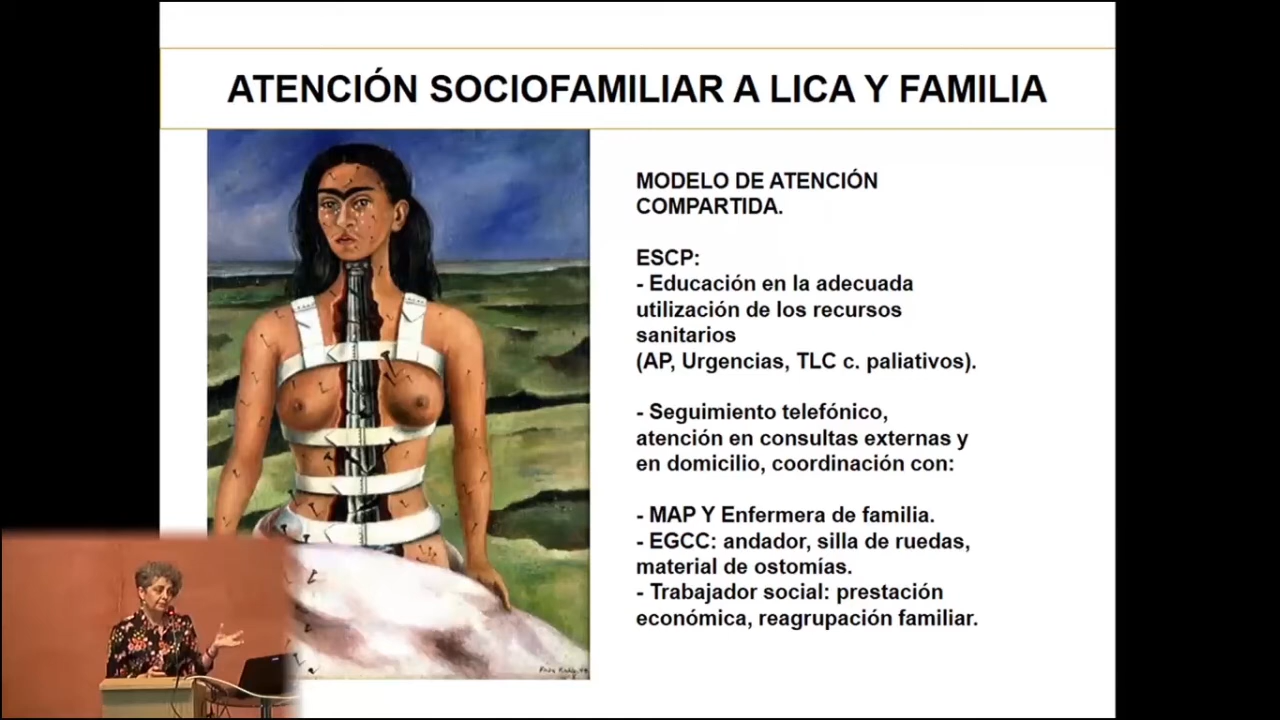 ATENCIÓN SOCIOFAMILIAR A LICA Y FAMILIA
MODELO DE ATENCIÓN
COMPARTIDA.
ESCP:
- Educación en la adecuada
utilización de los recursos
sanitarios
(AP, Urgencias, TLC c. paliativos).
- Seguimiento telefónico,
atención en consultas externas y
en domicilio, coordinación con:
- MAP Y Enfermera de familia.
- EGCC: andador, silla de ruedas,
material de ostomías.
- Trabajador social: prestación
económica, reagrupación familiar.